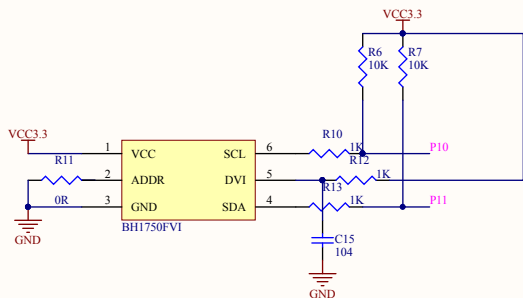 VCC3.3
R6
10K
R7
10K
VCC3.3
R11
1
VCC
SCL
6
R10
1K
P10
2
ADDR
DVI
5
R12
1K
0R
3
GND
SDA
4
R13
1K
P11
GND
BH1750FVI
C15
104
GND